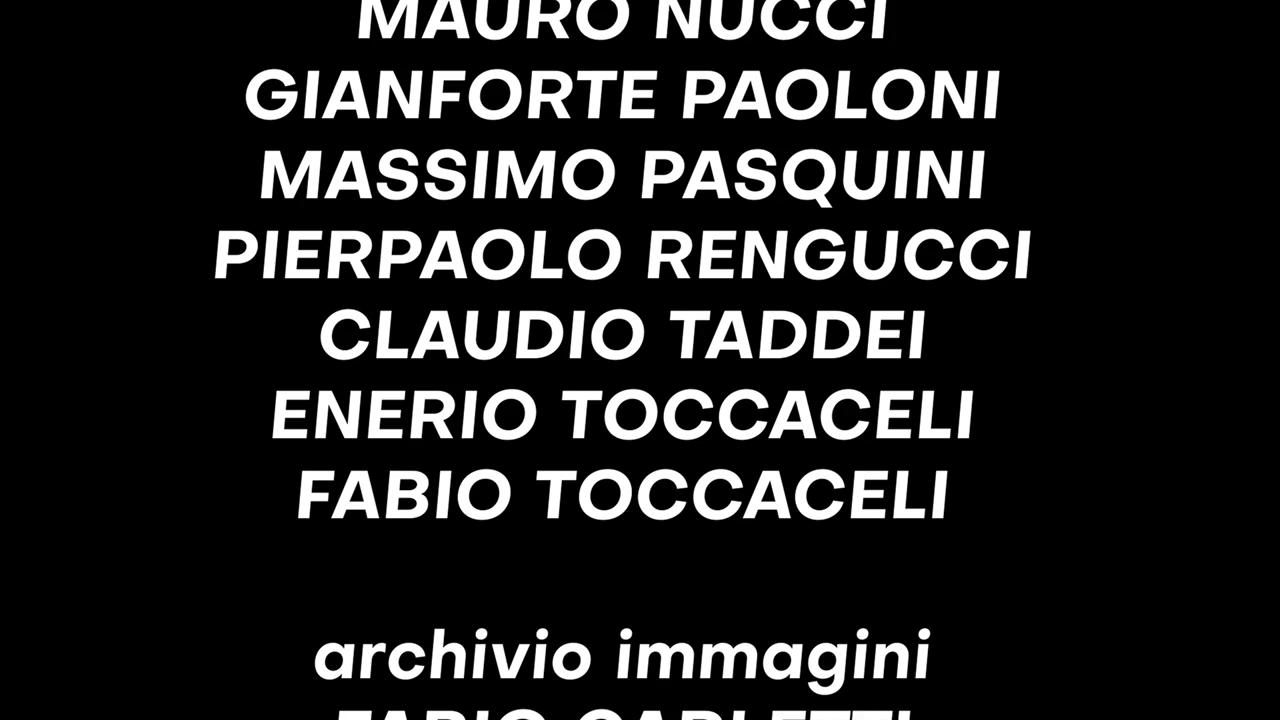 MAURO NUCCI
GIANFORTE PAOLONI
MASSIMO PASQUINI
PIERPAOLO RENGUCCI
CLAUDIO TADDEI
ENERIO TOCCACELI
FABIO TOCCACELI
archivio immagini
FABIO CARLETTI